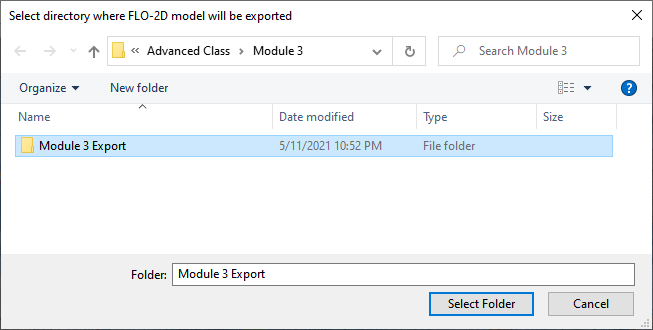 Select directory where FLO-2D model will be exported
« Advanced Class Module 3
Search Module 3
Organize New folder
Name Date modified Type Size
Module 3 Export 5/11/2021 10:52 PM File folder
Folder: Module 3 Export
Select Folder Cancel